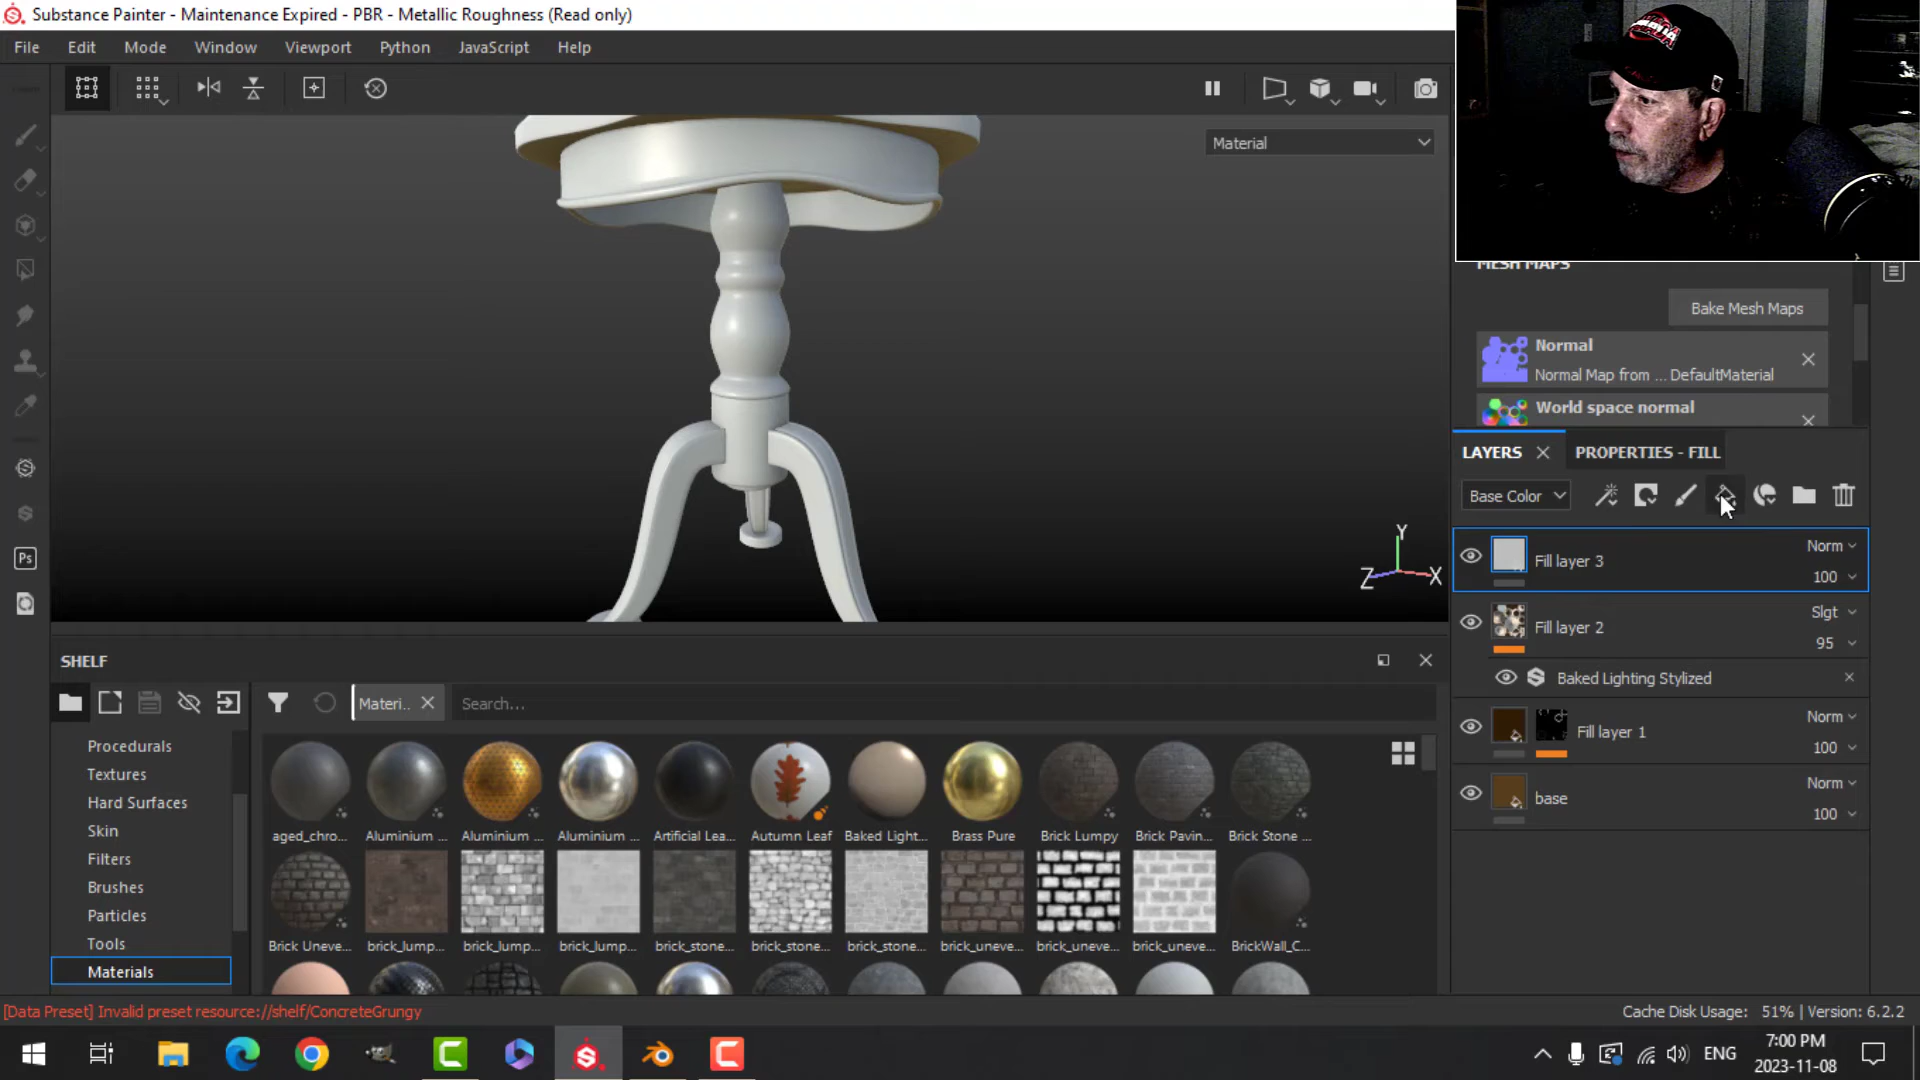 Substance Painter - Maintenance Expired - PBR - Metallic Roughness (Read only)
File Edit Mode Window Viewport Python JavaScript Help
Material
MESH MAPS
Bake Mesh Maps
Normal
Normal Map from ... DefaultMaterial
World space normal
LAYERS
PROPERTIES - FILL
Base Color
Fill layer 3
Norm
100
Fill layer 2
Slgt
95
Baked Lighting Stylized
Fill layer 1
Norm
100
base
Norm
100
Y
Z
X
SHELF
Materi..
Search...
Procedurals
Textures
Hard Surfaces
Skin
Filters
Brushes
Particles
Tools
Materials
aged_chro... Aluminium ... Aluminium ... Aluminium ... Artificial Lea... Autumn Leaf Baked Light... Brass Pure Brick Lumpy Brick Pavin... Brick Stone ...
Brick Uneve... brick_lump... brick_lump... brick_lump... brick_stone... brick_stone... brick_stone... brick_uneve... brick_uneve... brick_uneve... BrickWall_C...
[Data Preset] Invalid preset resource://shelf/ConcreteGrungy
Cache Disk Usage: 51% | Version: 6.2.2
Ps
ENG
7:00 PM
2023-11-08